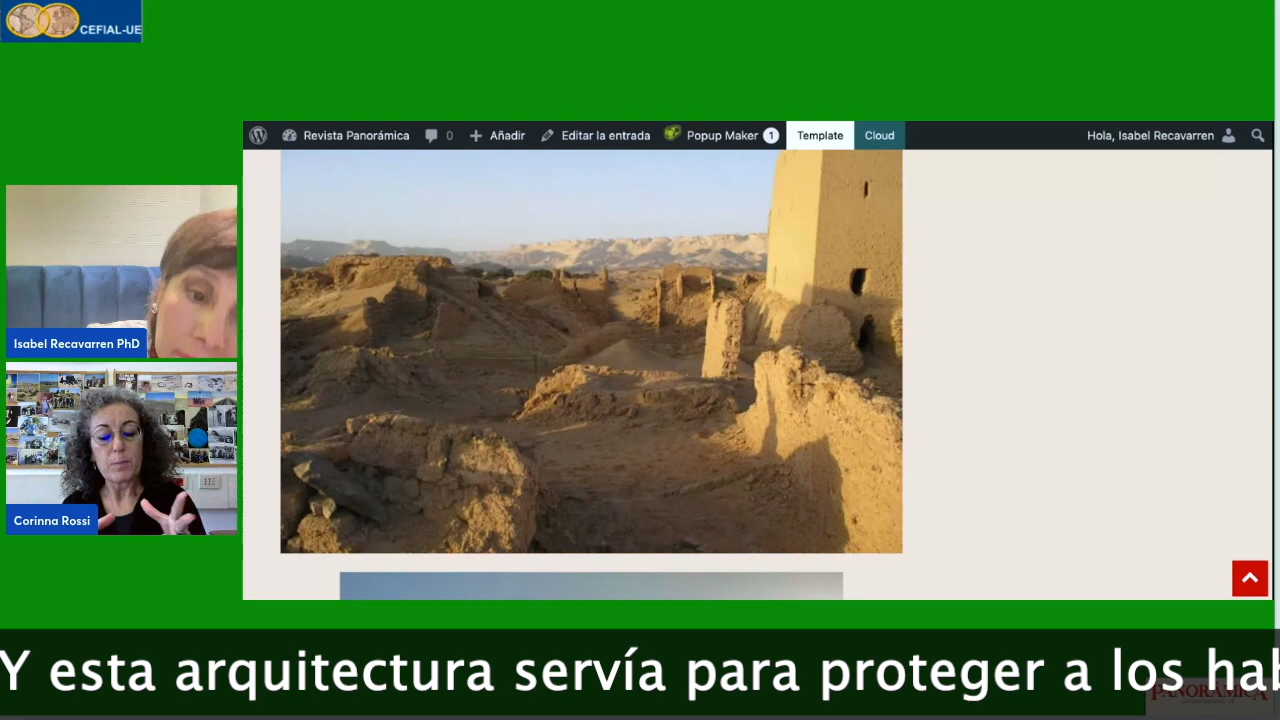 CEFIAL-UE
Revista Panorámica 0 Añadir Editar la entrada Popup Maker 1 Template Cloud Hola, Isabel Recavarren
Isabel Recavarren PhD
Corinna Rossi
Y esta arquitectura servía para proteger a los hab
PANORÁMICA